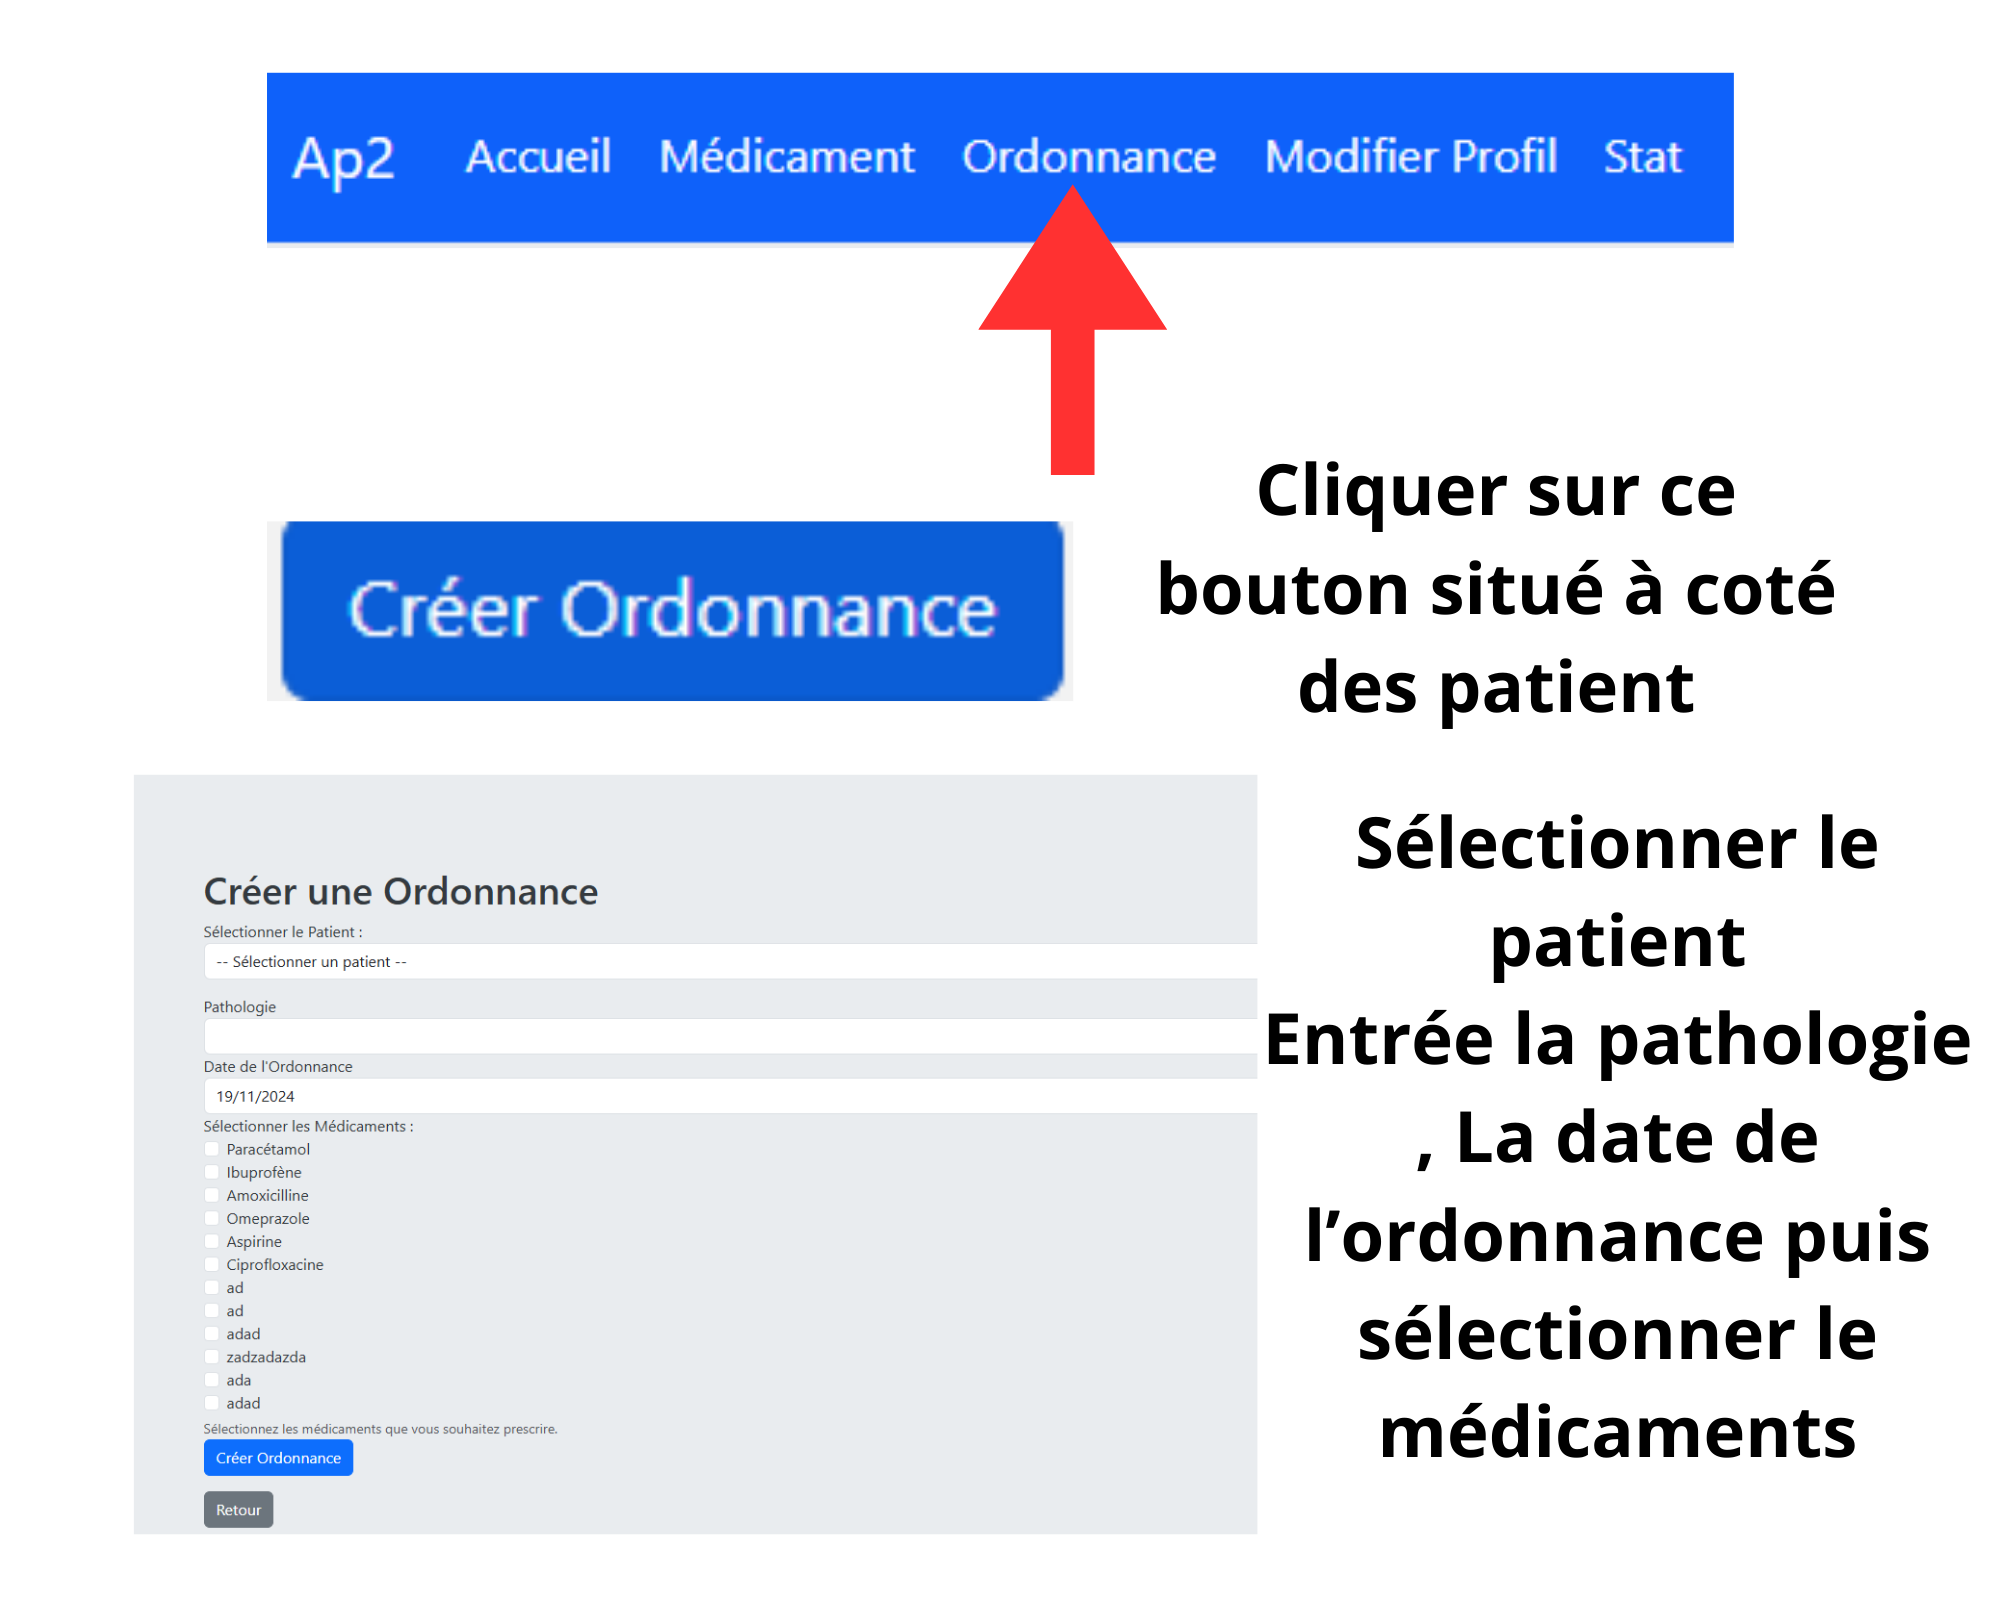 Ap2 Accueil Médicament Ordonnance Modifier Profil Stat
Cliquer sur ce
bouton situé à coté
des patient
Créer Ordonnance
Créer une Ordonnance
Sélectionner le Patient :
-- Sélectionner un patient --
Pathologie
Date de l'Ordonnance
19/11/2024
Sélectionner les Médicaments :
Paracétamol
Ibuprofène
Amoxicilline
Omeprazole
Aspirine
Ciprofloxacine
ad
ad
adad
zadzadazda
ada
adad
Sélectionnez les médicaments que vous souhaitez prescrire.
Créer Ordonnance
Retour
Sélectionner le
patient
Entrée la pathologie
, La date de
l’ordonnance puis
sélectionner le
médicaments